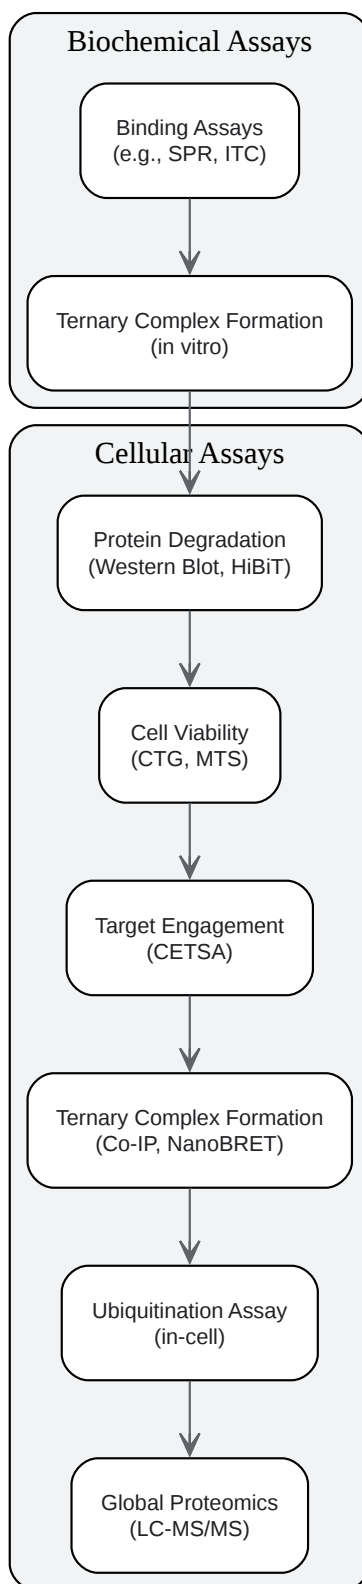 Biochemical Assays
Binding Assays
(e.g., SPR, ITC)
Ternary Complex Formation
(in vitro)
Cellular Assays
Protein Degradation
(Western Blot, HiBiT)
Cell Viability
(CTG, MTS)
Target Engagement
(CETSA)
Ternary Complex Formation
(Co-IP, NanoBRET)
Ubiquitination Assay
(in-cell)
Global Proteomics
(LC-MS/MS)